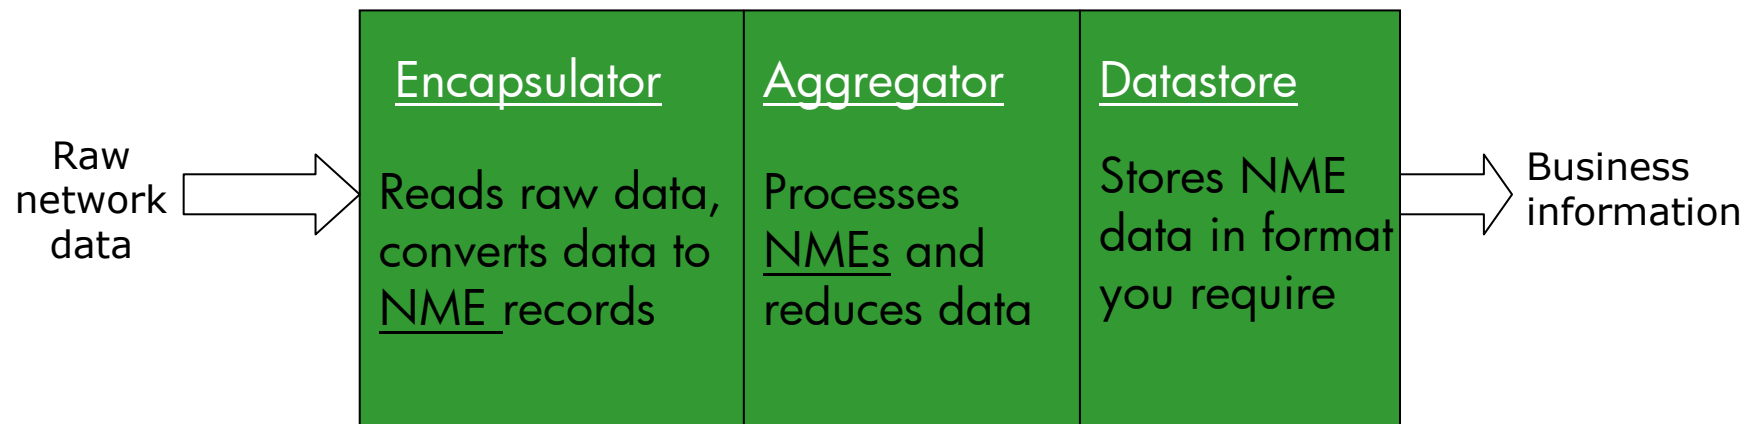 Raw
network
data
Encapsulator
Reads raw data,
converts data to
NME records
Aggregator
Processes
NMEs and
reduces data
Datastore
Stores NME
data in format
you require
Business
information